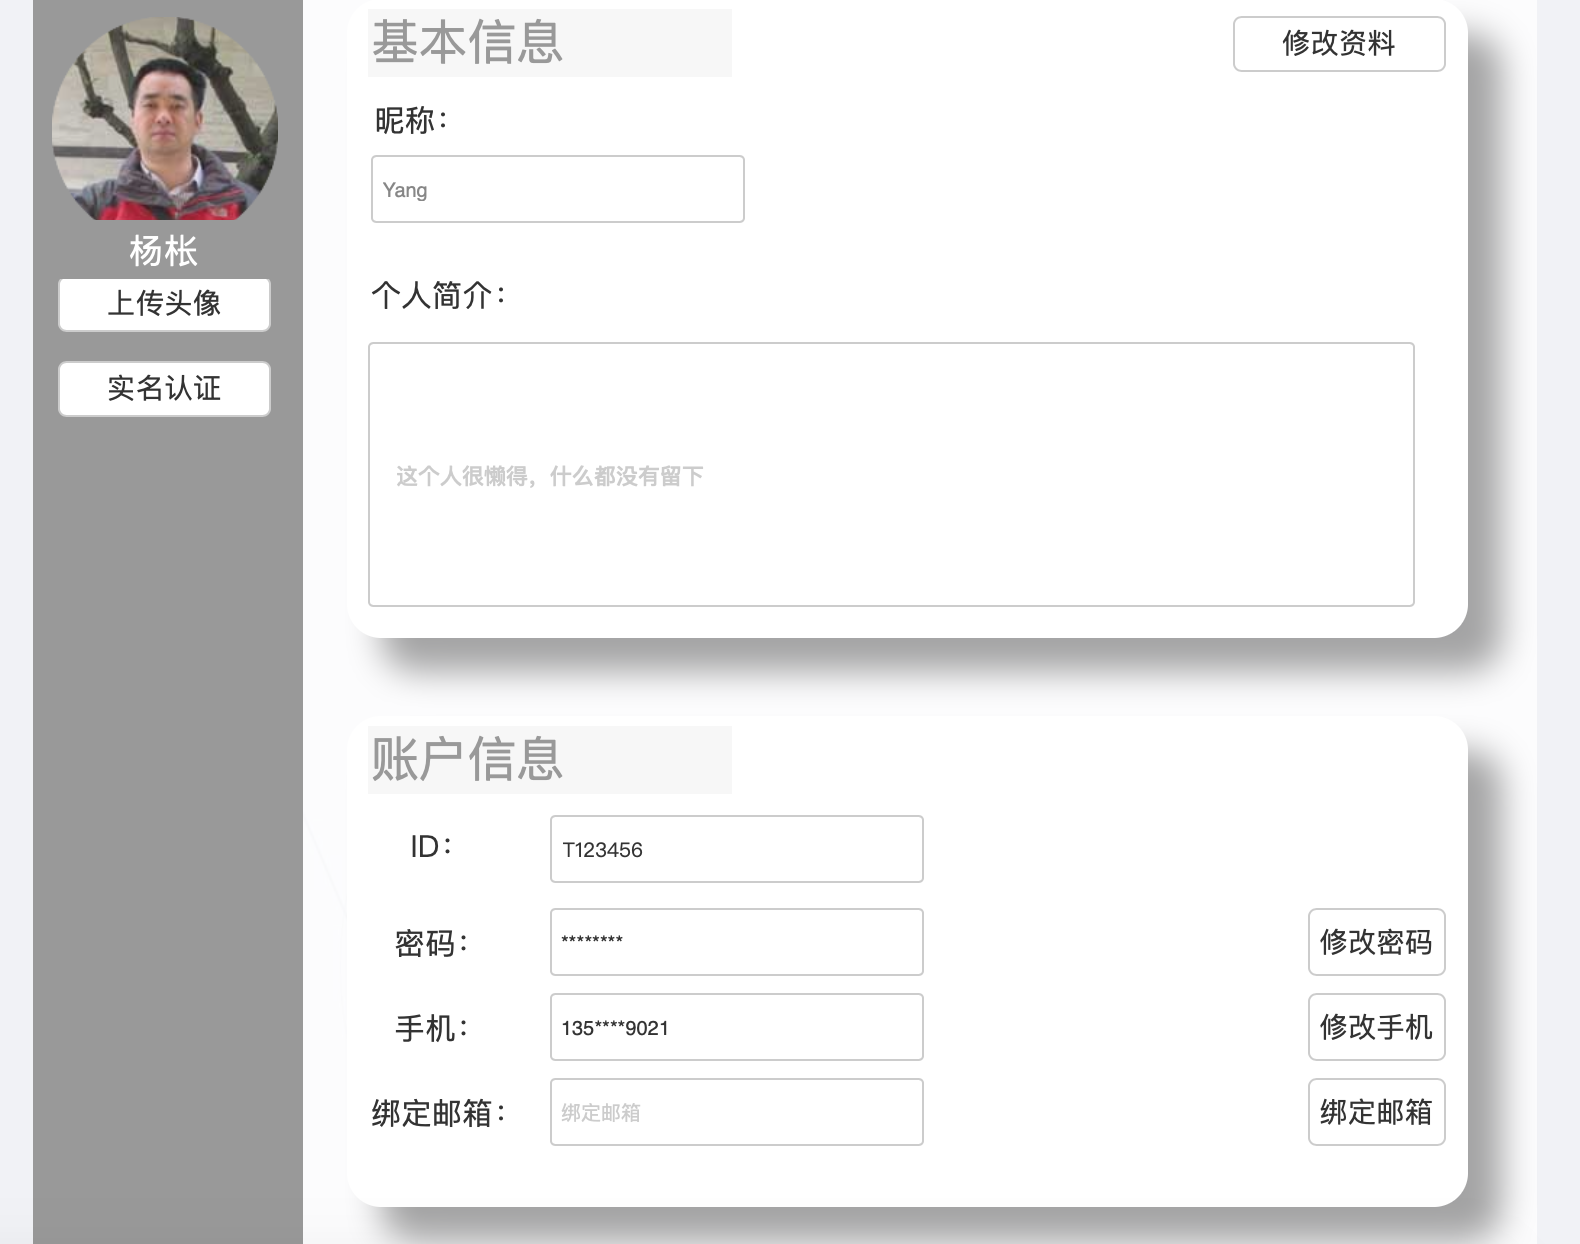 杨枨
上传头像
实名认证
基本信息
修改资料
昵称：
Yang
个人简介：
这个人很懒得，什么都没有留下
账户信息
ID：
T123456
密码：
********
修改密码
手机：
135****9021
修改手机
绑定邮箱：
绑定邮箱
绑定邮箱